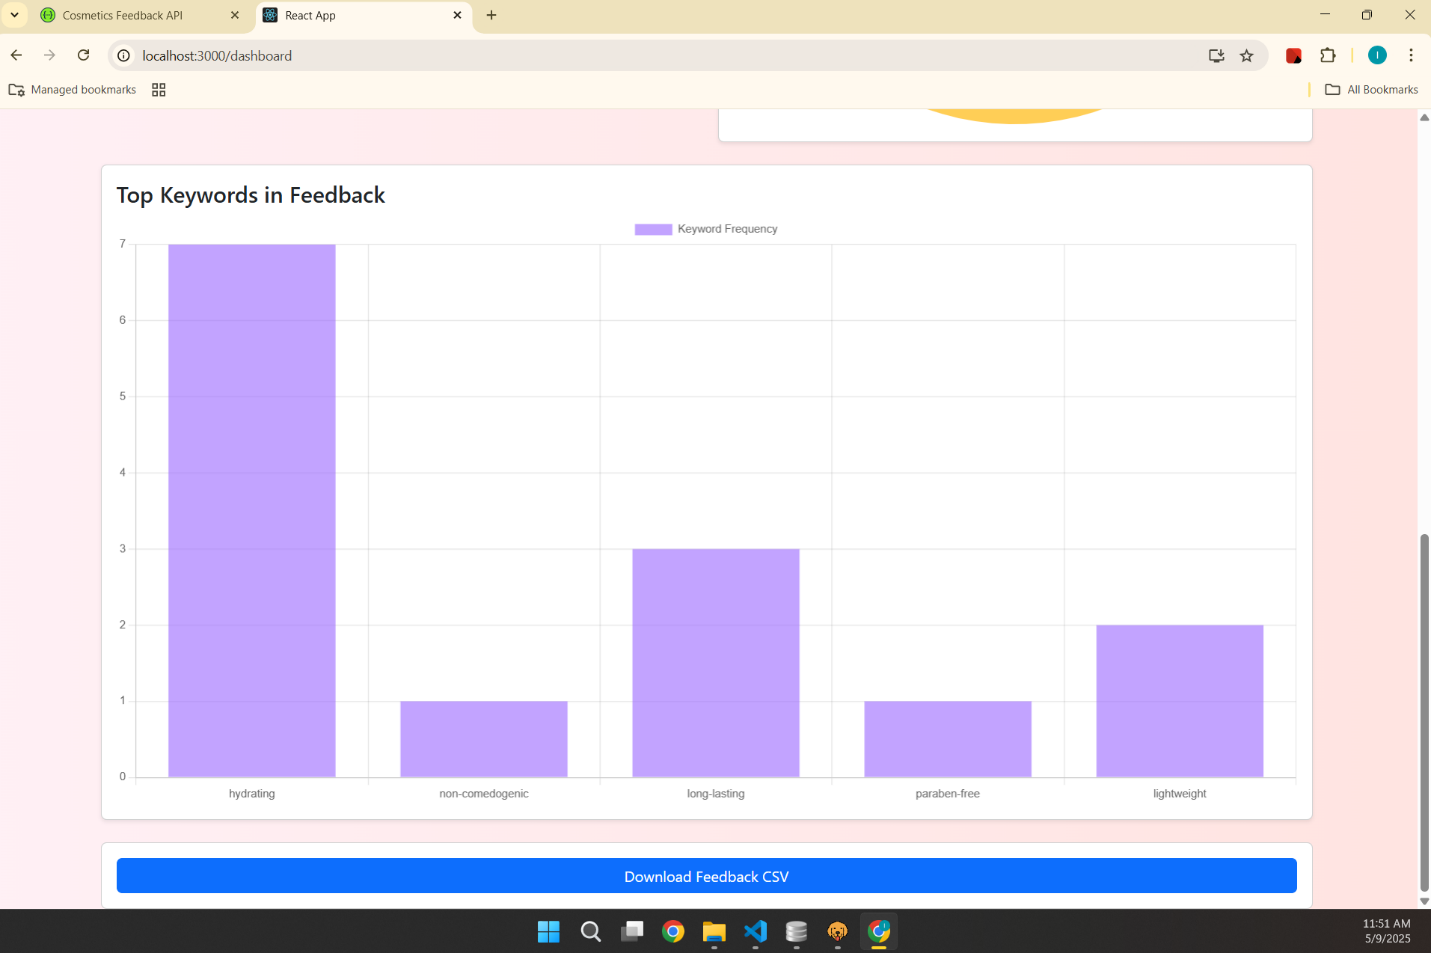 Cosmetics Feedback API
React App
localhost:3000/dashboard
Managed bookmarks
All Bookmarks
Top Keywords in Feedback
Keyword Frequency
7
6
5
4
3
2
1
0
hydrating non-comedogenic long-lasting paraben-free lightweight
Download Feedback CSV
11:51 AM
5/9/2025